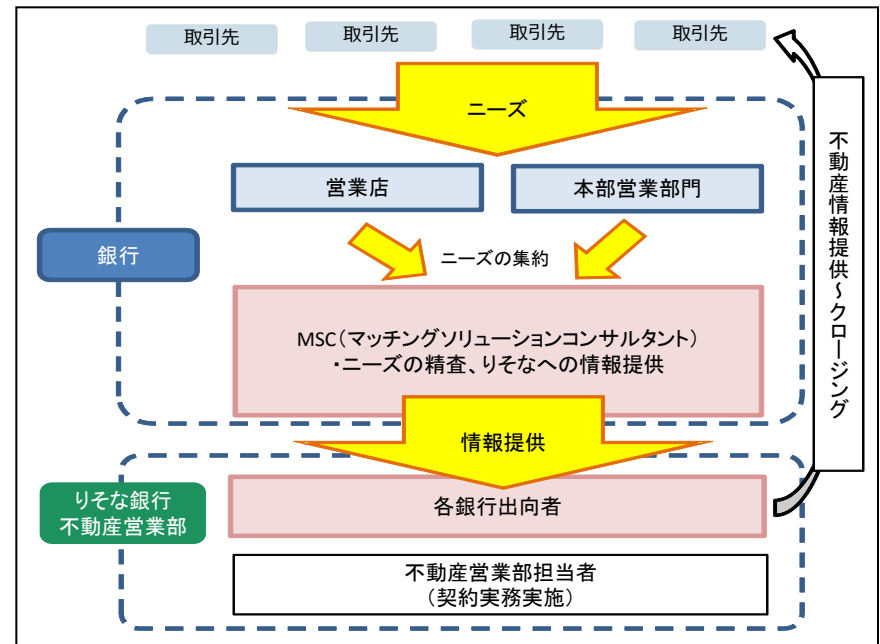 取引先
取引先
取引先
取引先
ニーズ
営業店
本部営業部門
銀行
ニーズの集約
MSC(マッチングソリューションコンサルタント)
・ニーズの精査、りそなへの情報提供
不動産情報提供～クロージング
情報提供
りそな銀行
不動産営業部
各銀行出向者
不動産営業部担当者
(契約実務実施)